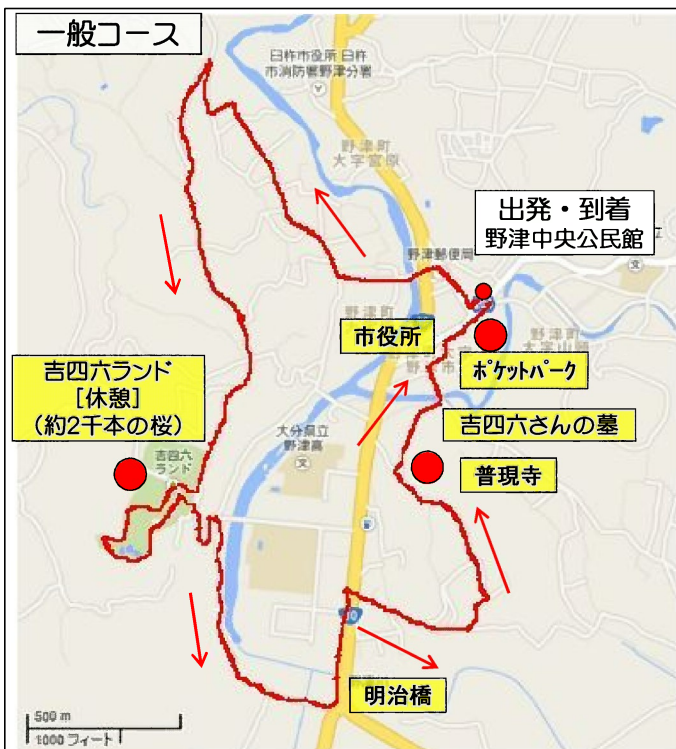 一般コース
臼杵市役所 臼杵
市消防署野津分署
野津町
大字宮原
出発・到着
野津中央公民館
野津郵便局
野津町
市役所
ポケットパーク
吉四六ランド
[休憩]
(約2千本の桜)
吉四六さんの墓
大分県立
野津高
吉四六
ランド
普現寺
10
明治橋
500 m
1000 フィート